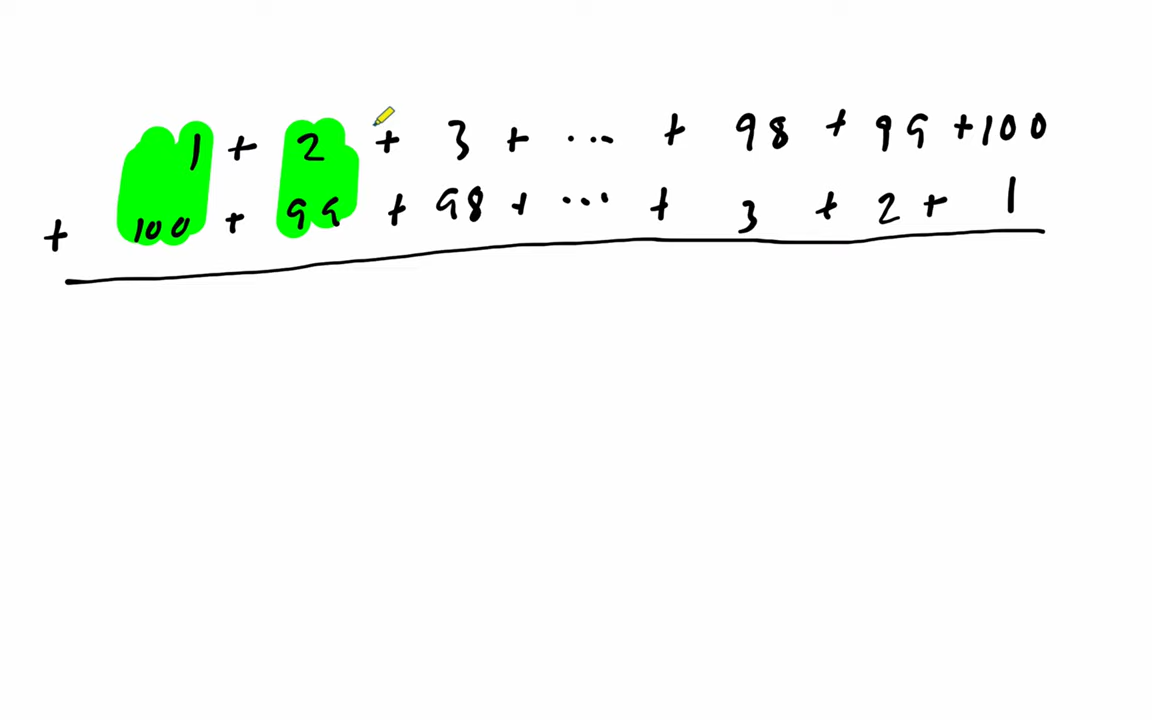 1 + 2 + 3 + ... + 98 + 99 + 100
+ 100 + 99 + 98 + ... + 3 + 2 + 1